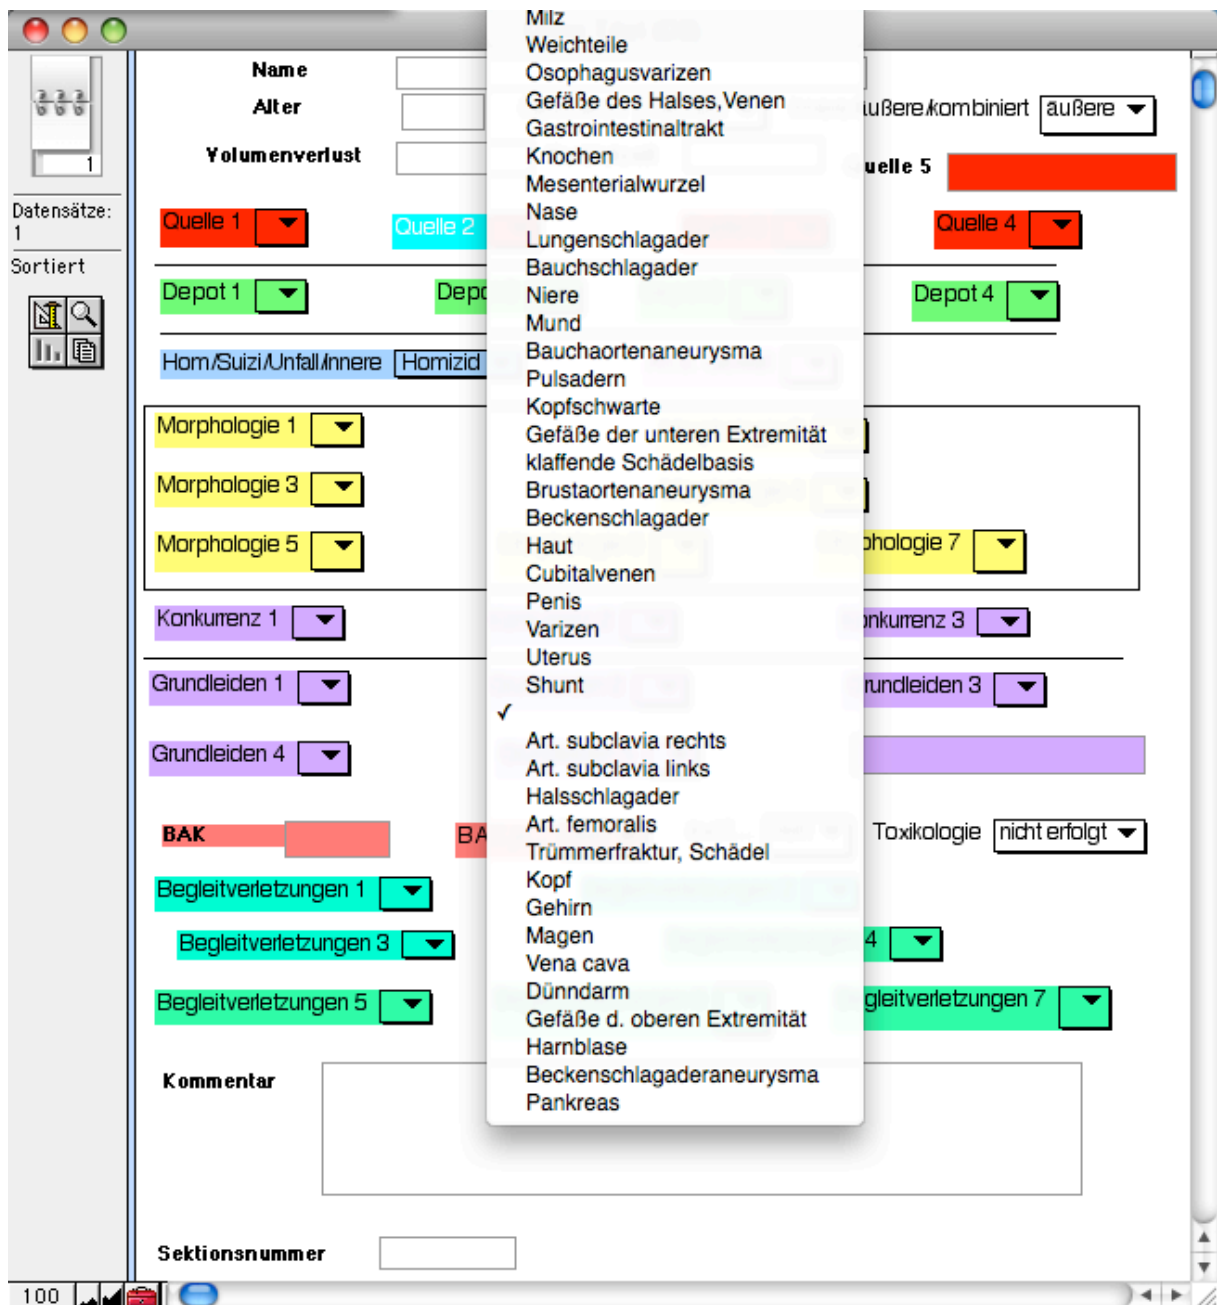 Name
Alter
Volumenverlust
1
Datensätze:
1
Sortiert
äußere/kombiniert äußere
uelle 5
Quelle 1
Quelle 2
Quelle 4
Depot 1
Depo
Depot 4
Hom/Suizi/Unfall/Innere Homizid
Morphologie 1
Morphologie 3
Morphologie 5
phologie 7
Konkurrenz 1
onkurrenz 3
Grundleiden 1
rundleiden 3
Grundleiden 4
BAK
BA
Toxikologie nicht erfolgt
Begleitverletzungen 1
Begleitverletzungen 3
4
Begleitverletzungen 5
gleitverletzungen 7
Kommentar
Sektionsnummer
100
Milz
Weichteile
Osophagusvarizen
Gefäße des Halses,Venen
Gastrointestinaltrakt
Knochen
Mesenterialwurzel
Nase
Lungenschlagader
Bauchschlagader
Niere
Mund
Bauchaortenaneurysma
Pulsadern
Kopfschwarte
Gefäße der unteren Extremität
klaffende Schädelbasis
Brustaortenaneurysma
Beckenschlagader
Haut
Cubitalvenen
Penis
Varizen
Uterus
Shunt
✓
Art. subclavia rechts
Art. subclavia links
Halsschlagader
Art. femoralis
Trümmerfraktur, Schädel
Kopf
Gehirn
Magen
Vena cava
Dünndarm
Gefäße d. oberen Extremität
Harnblase
Beckenschlagaderaneurysma
Pankreas